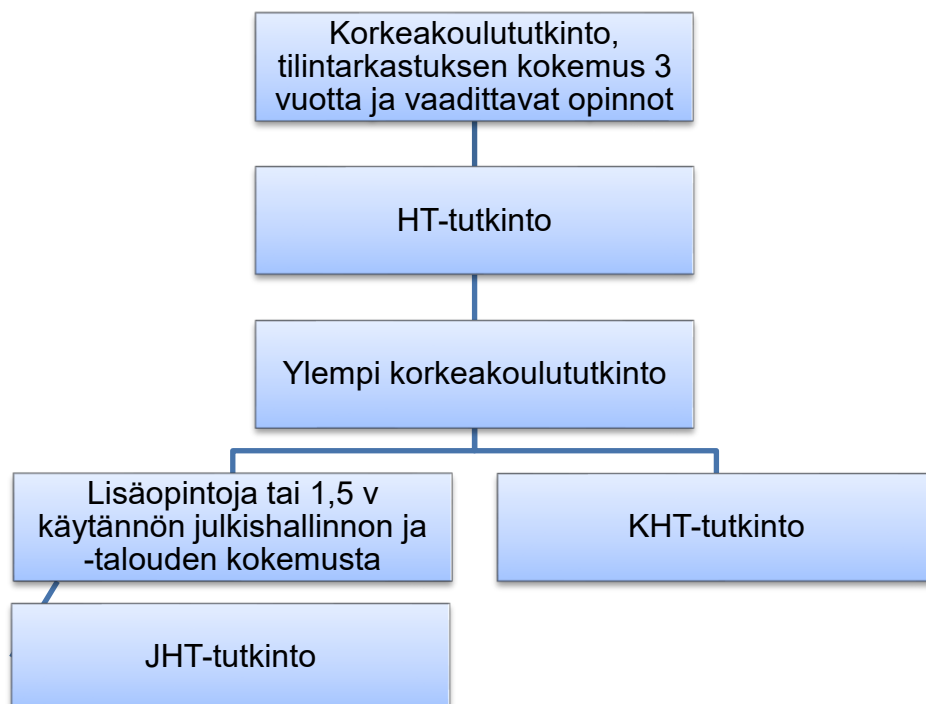 Korkeakoulututkinto,
tilintarkastuksen kokemus 3
vuotta ja vaadittavat opinnot
HT-tutkinto
Ylempi korkeakoulututkinto
Lisäopintoja tai 1,5 v
käytännön julkishallinnon ja
-talouden kokemusta
KHT-tutkinto
JHT-tutkinto